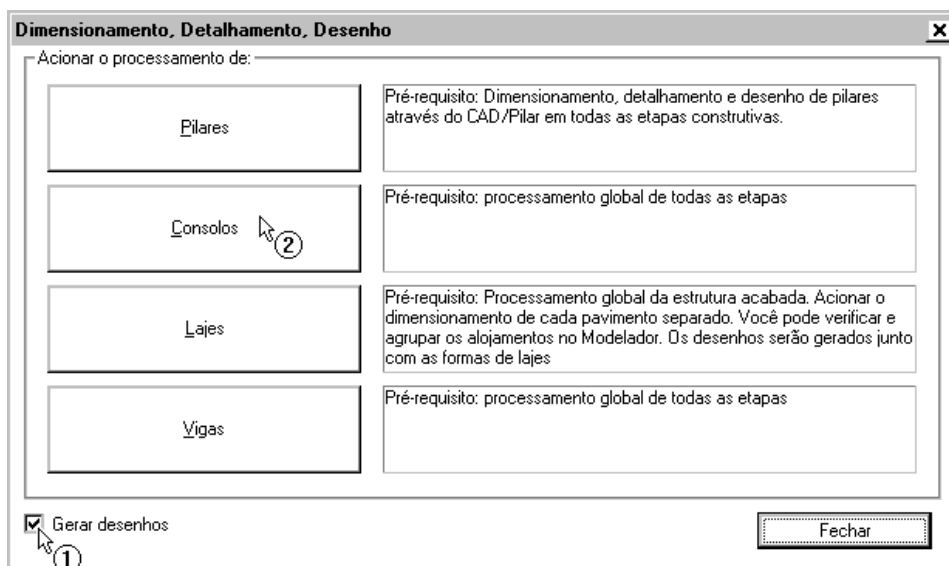 Dimensionamento, Detalhamento, Desenho
Acionar o processamento de:
Pilares
Pré-requisito: Dimensionamento, detalhamento e desenho de pilares
através do CAD/Pilar em todas as etapas construtivas.
Consolos
2
Pré-requisito: processamento global de todas as etapas
Lajes
Pré-requisito: Processamento global da estrutura acabada. Acionar o
dimensionamento de cada pavimento separado. Você pode verificar e
agrupar os alojamentos no Modelador. Os desenhos serão gerados junto
com as formas de lajes
Vigas
Pré-requisito: processamento global de todas as etapas
Gerar desenhos
1
Fechar